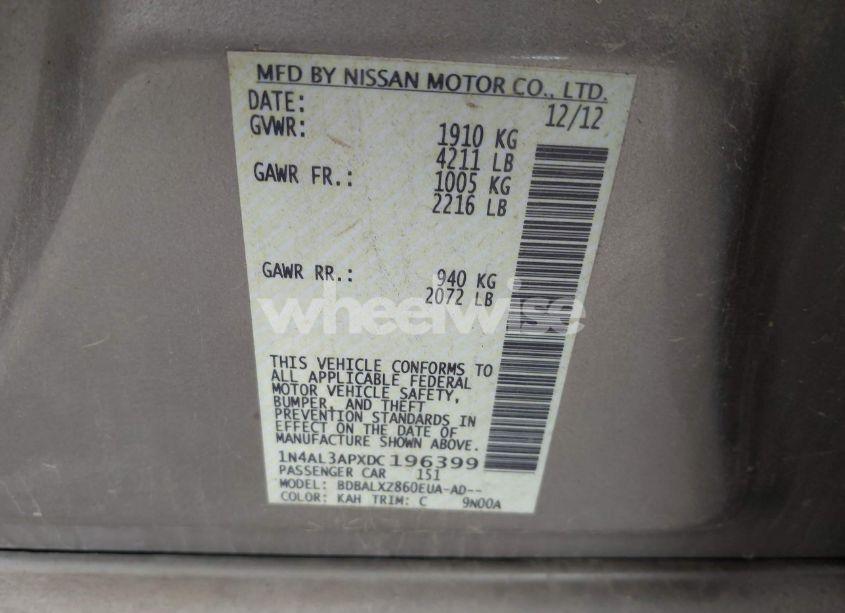 MFD BY NISSAN MOTOR CO., LTD.
DATE: 12/12
GVWR: 1910 KG
4211 LB
GAWR FR.: 1005 KG
2216 LB
GAWR RR.: 940 KG
2072 LB
wheelwise
THIS VEHICLE CONFORMS TO
ALL APPLICABLE FEDERAL
MOTOR VEHICLE SAFETY,
BUMPER, AND THEFT
PREVENTION STANDARDS IN
EFFECT ON THE DATE OF
MANUFACTURE SHOWN ABOVE.
1N4AL3APXDC196399
PASSENGER CAR 151
MODEL: BDBALXZ860EUA-AD--
COLOR: KAH TRIM: C 9N00A